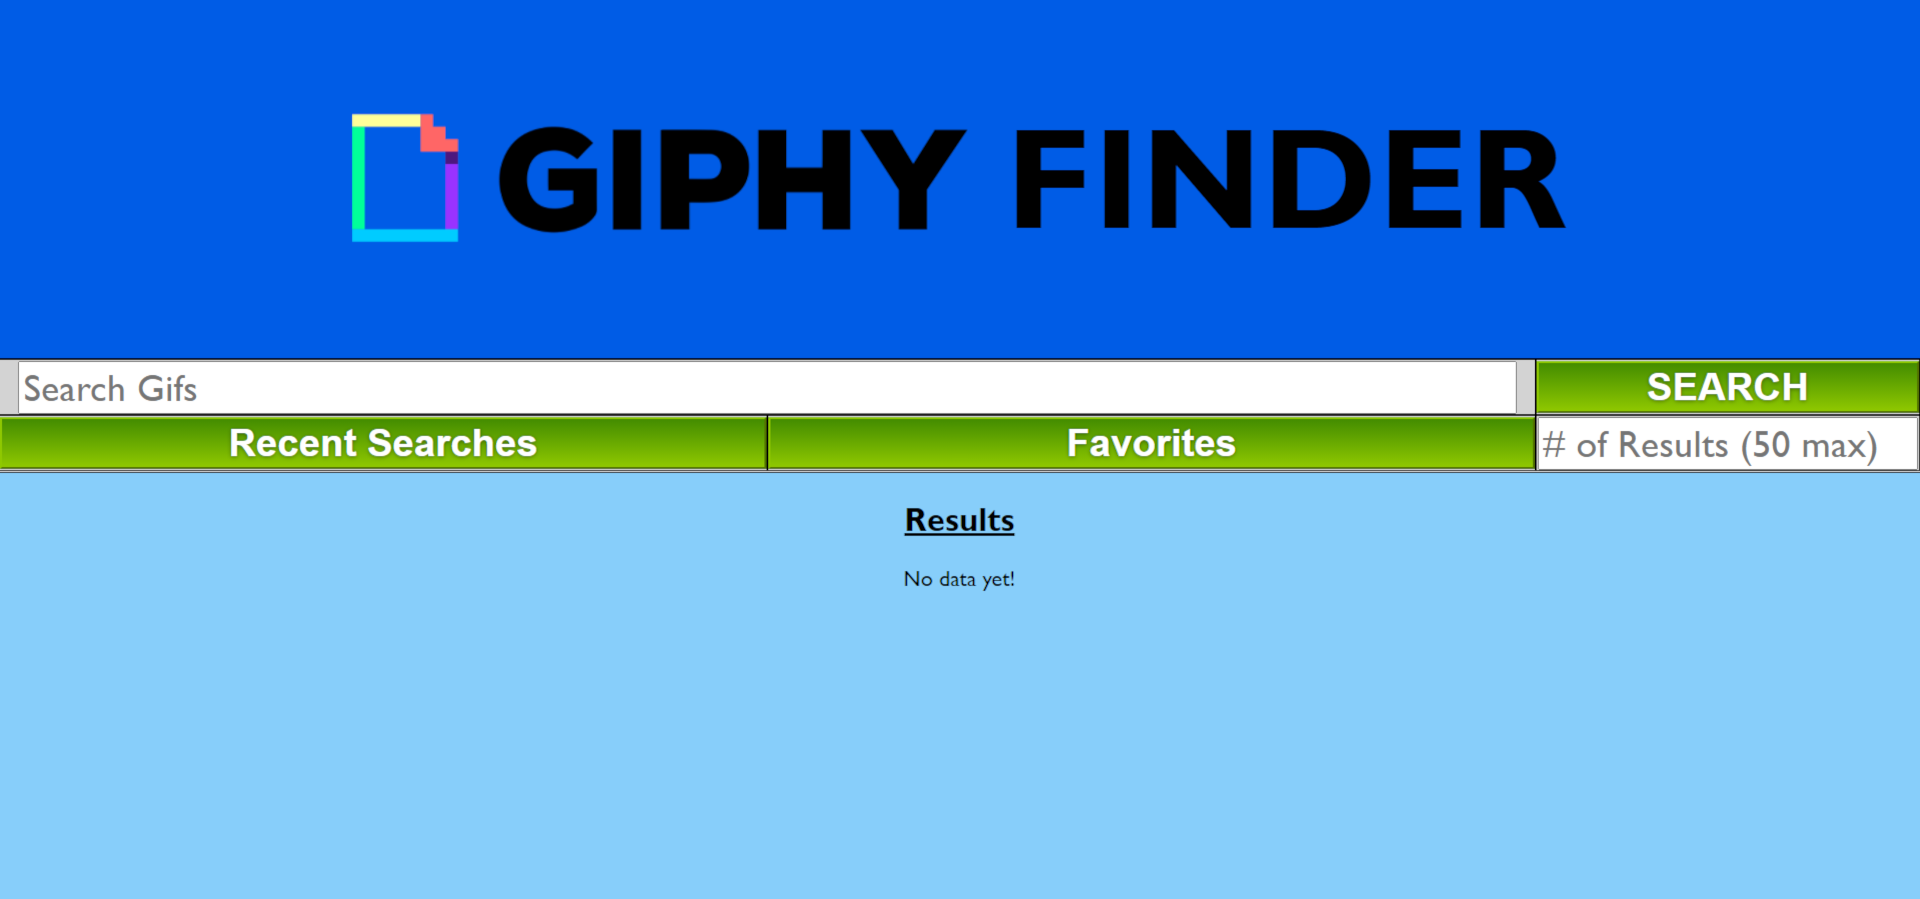 GIPHY FINDER
Search Gifs
SEARCH
Recent Searches
Favorites
# of Results (50 max)
Results
No data yet!